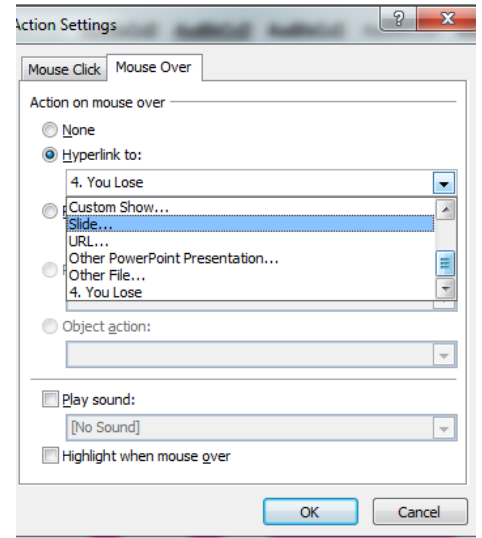 Action Settings
Mouse Click Mouse Over
Action on mouse over
None
Hyperlink to:
4. You Lose
Custom Show...
Slide...
URL...
Other PowerPoint Presentation...
Other File...
4. You Lose
Object action:
Play sound:
[No Sound]
Highlight when mouse over
OK Cancel